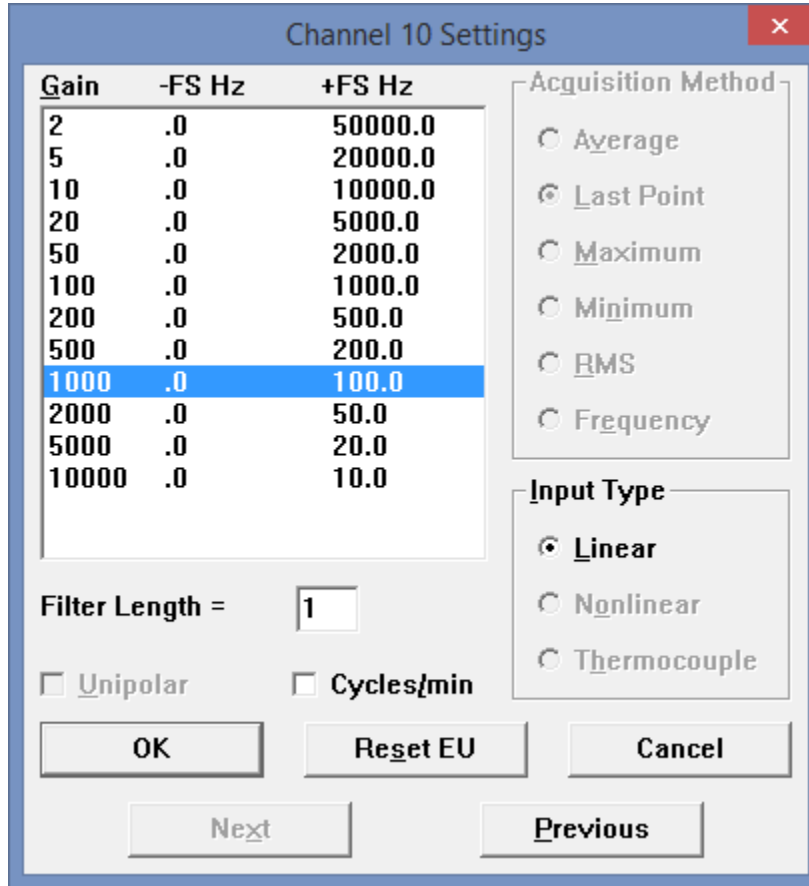 Channel 10 Settings
Gain -FS Hz +FS Hz
2 .0 50000.0
5 .0 20000.0
10 .0 10000.0
20 .0 5000.0
50 .0 2000.0
100 .0 1000.0
200 .0 500.0
500 .0 200.0
1000 .0 100.0
2000 .0 50.0
5000 .0 20.0
10000 .0 10.0
Acquisition Method
Average
Last Point
Maximum
Minimum
RMS
Frequency
Input Type
Linear
Nonlinear
Thermocouple
Filter Length = 1
Unipolar
Cycles/min
OK
Reset EU
Cancel
Next
Previous